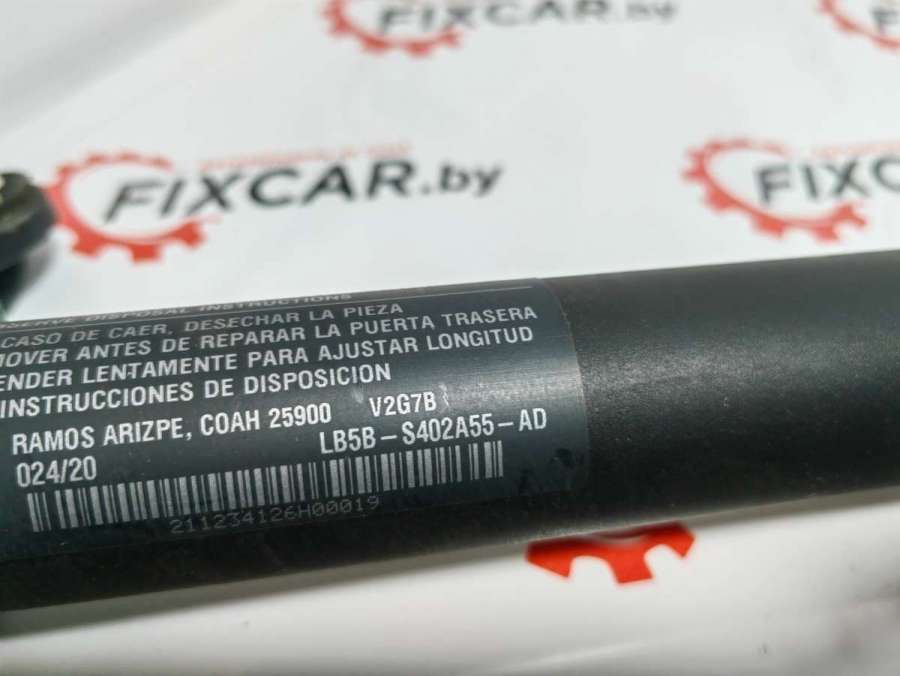 FIXCAR.by
FIXCAR.by
FIXCAR
DISPOSAL INSTRUCTIONS
CASO DE CAER, DESECHAR LA PIEZA
MOVER ANTES DE REPARAR LA PUERTA TRASERA
ENDER LENTAMENTE PARA AJUSTAR LONGITUD
INSTRUCCIONES DE DISPOSICION
RAMOS ARIZPE, COAH 25900 V2G7B
024/20 LB5B-S402A55-AD
211234126H00019